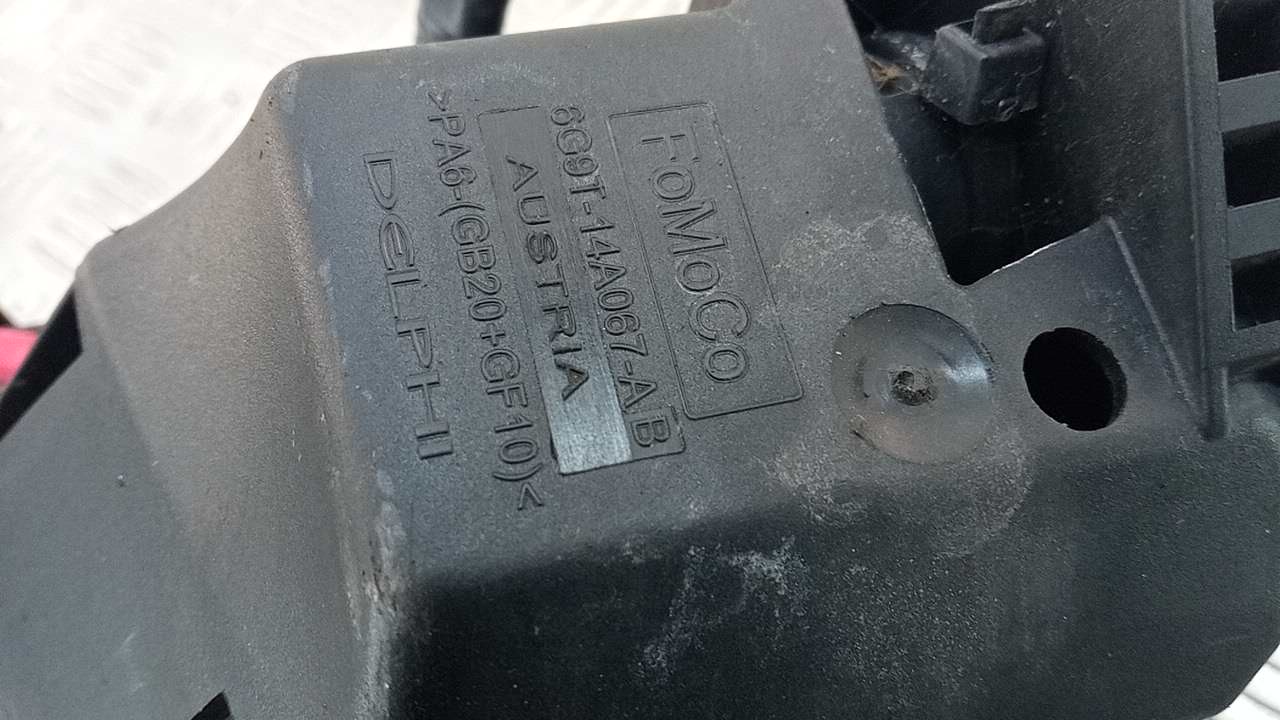 FoMoCo
6G9T-14A067-AB
AUSTRIA
>PA6-(GB20+GF10)<
DELPHI